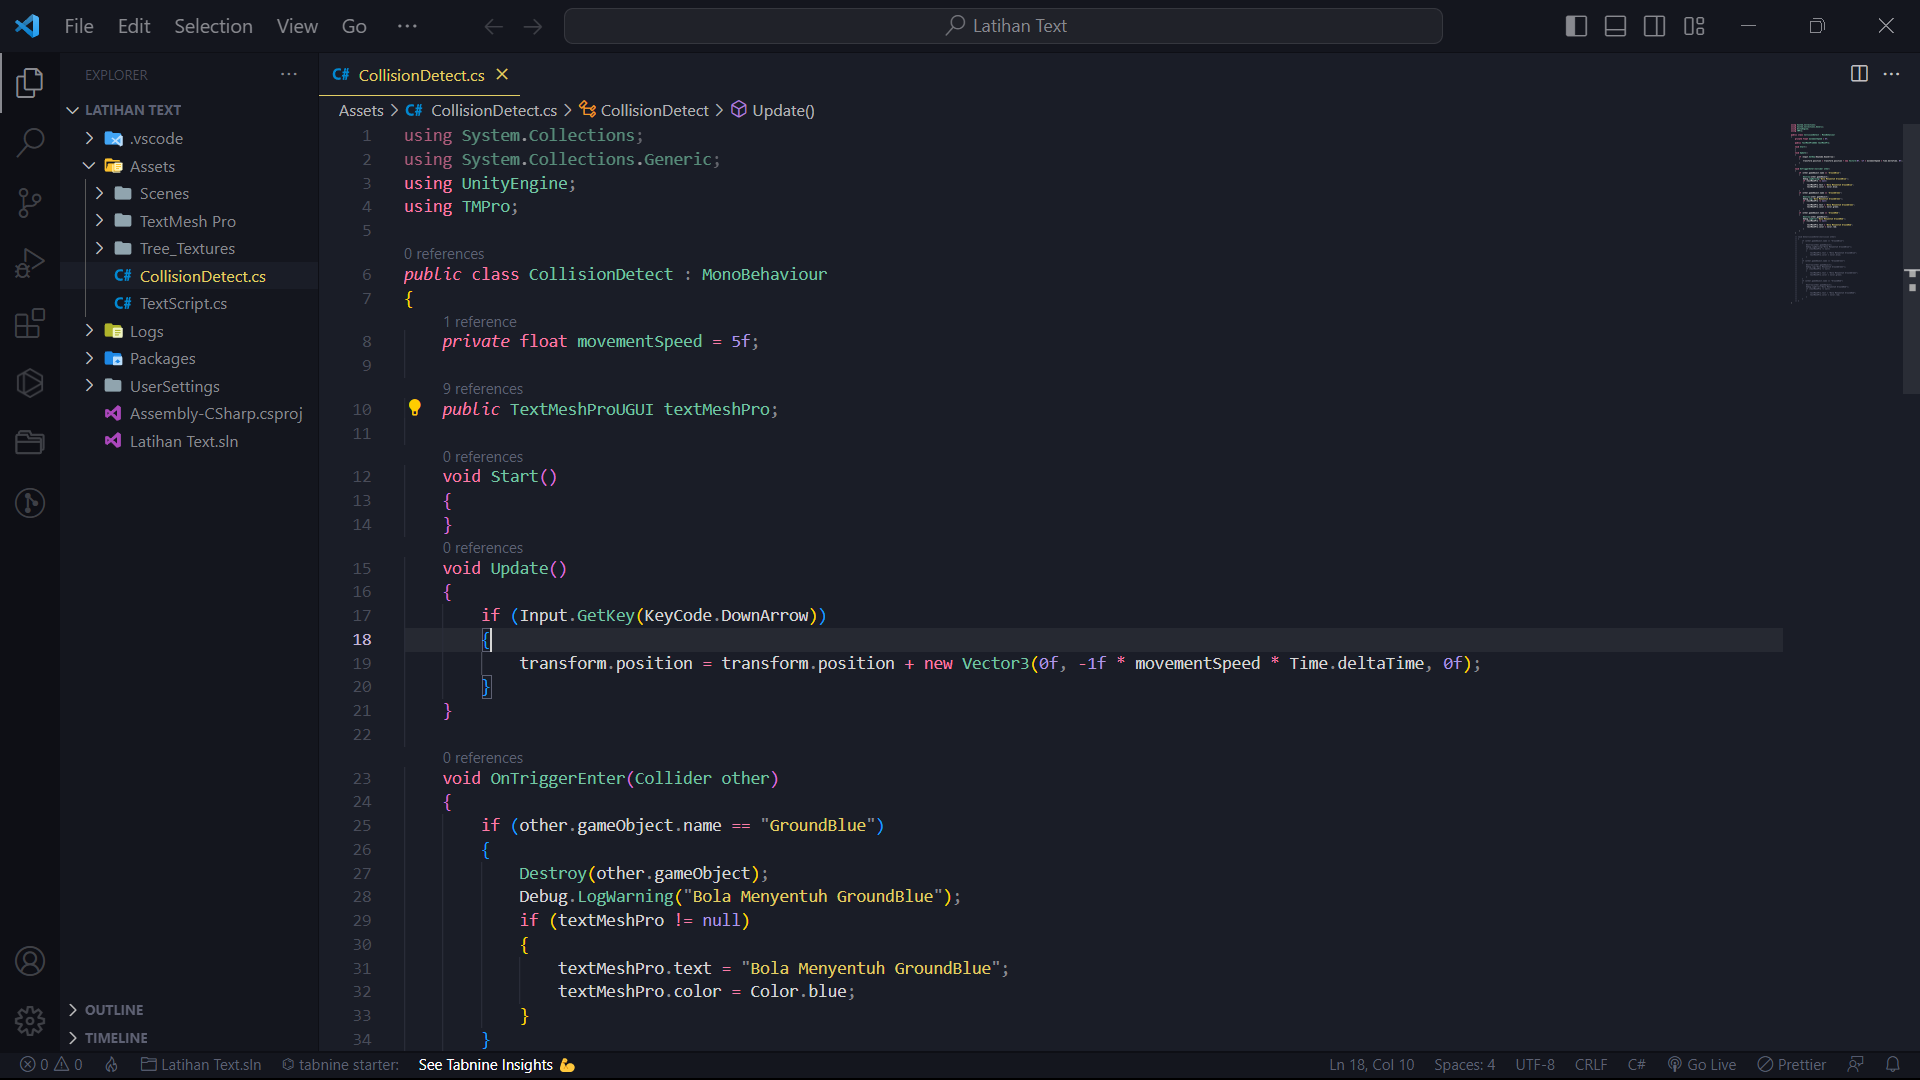 File Edit Selection View Go ···
Latihan Text
EXPLORER ···
LATIHAN TEXT
.vscode
Assets
Scenes
TextMesh Pro
Tree_Textures
C# CollisionDetect.cs
C# TextScript.cs
Logs
Packages
UserSettings
Assembly-CSharp.csproj
Latihan Text.sln
OUTLINE
TIMELINE
C# CollisionDetect.cs
Assets > C# CollisionDetect.cs > CollisionDetect > Update()
1 using System.Collections;
2 using System.Collections.Generic;
3 using UnityEngine;
4 using TMPro;
5
0 references
6 public class CollisionDetect : MonoBehaviour
7 {
1 reference
8 private float movementSpeed = 5f;
9
9 references
10 public TextMeshProUGUI textMeshPro;
11
0 references
12 void Start()
13 {
14 }
0 references
15 void Update()
16 {
17 if (Input.GetKey(KeyCode.DownArrow))
18 {
19 transform.position = transform.position + new Vector3(0f, -1f * movementSpeed * Time.deltaTime, 0f);
20 }
21 }
22
0 references
23 void OnTriggerEnter(Collider other)
24 {
25 if (other.gameObject.name == "GroundBlue")
26 {
27 Destroy(other.gameObject);
28 Debug.LogWarning("Bola Menyentuh GroundBlue");
29 if (textMeshPro != null)
30 {
31 textMeshPro.text = "Bola Menyentuh GroundBlue";
32 textMeshPro.color = Color.blue;
33 }
34 }
0 0 Latihan Text.sln tabnine starter: See Tabnine Insights 💪 Ln 18, Col 10 Spaces: 4 UTF-8 CRLF C# Go Live Prettier